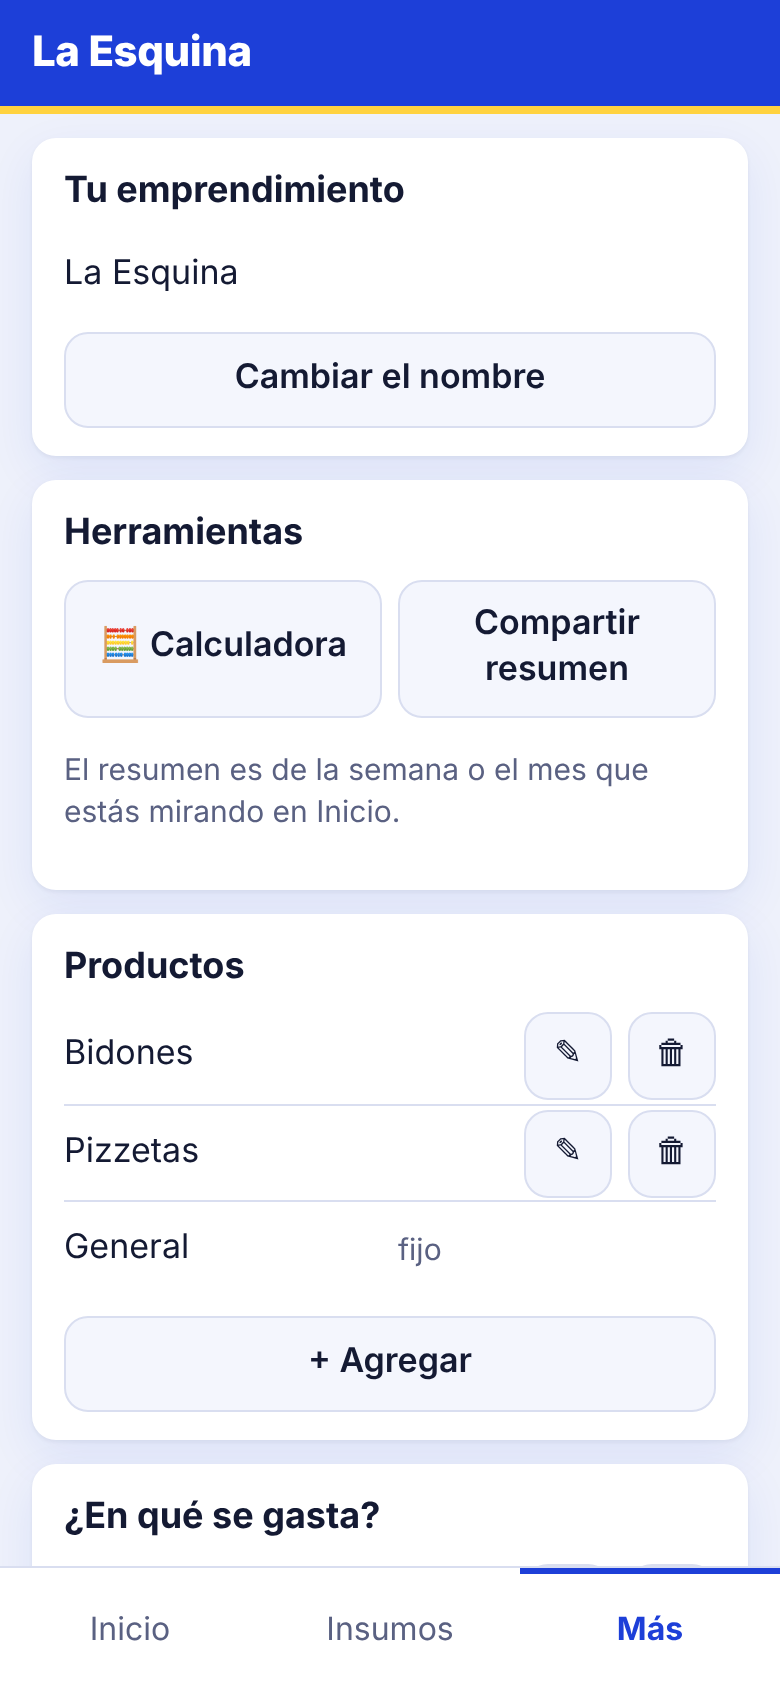 La Esquina
Tu emprendimiento
La Esquina
Cambiar el nombre
Herramientas
🧮 Calculadora
Compartir
resumen
El resumen es de la semana o el mes que
estás mirando en Inicio.
Productos
Bidones
Pizzetas
General fijo
+ Agregar
¿En qué se gasta?
Inicio Insumos Más